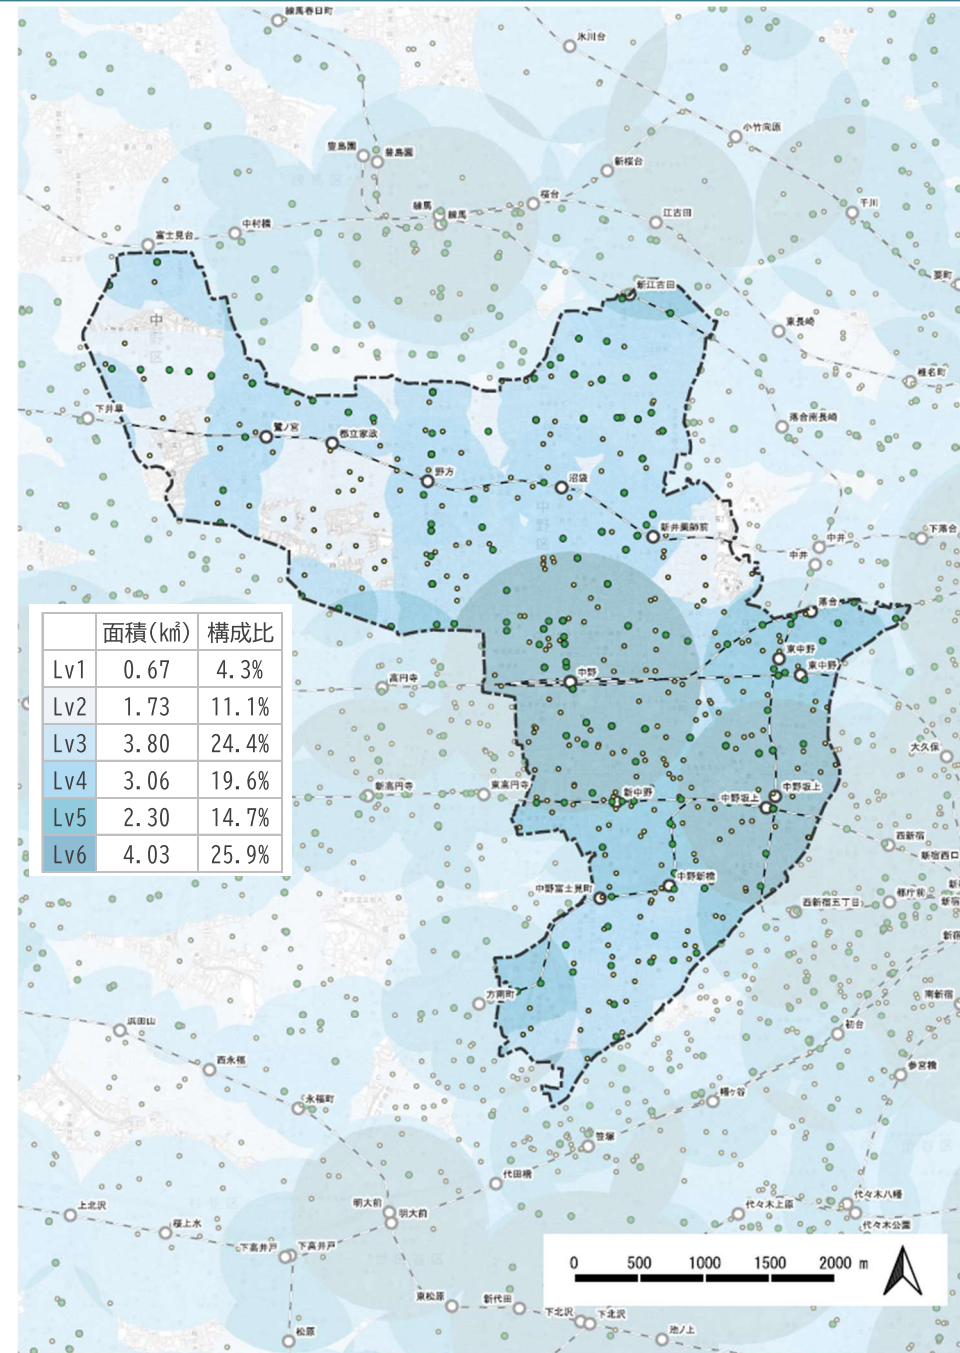 練馬春日町
氷川台
小竹向原
豊島園
豊島園
新桜台
桜台
千川
練馬
練馬
江古田
中村橋
富士見台
要町
新江古田
中野区
東長崎
椎名町
下井草
落合南長崎
鷺ノ宮
都立家政
野方
沼袋
中野区
新井薬師前
中井
下落合
中井
落合
面積(k㎡) 構成比
Lv1 0.67 4.3%
Lv2 1.73 11.1%
Lv3 3.80 24.4%
Lv4 3.06 19.6%
Lv5 2.30 14.7%
Lv6 4.03 25.9%
東中野
東中野
高円寺
中野
大久保
新高円寺
東高円寺
新中野
中野坂上
中野坂上
西新宿
新宿西口
中野富士見町
中野新橋
西新宿五丁目
都庁前
方南町
南新宿
浜田山
初台
西永福
参宮橋
永福町
幡ヶ谷
笹塚
代田橋
上北沢
桜上水
明大前
明大前
代々木上原
代々木八幡
代々木公園
下高井戸
下高井戸
0 500 1000 1500 2000 m
東松原
新代田
下北沢
下北沢
松原
池ノ上